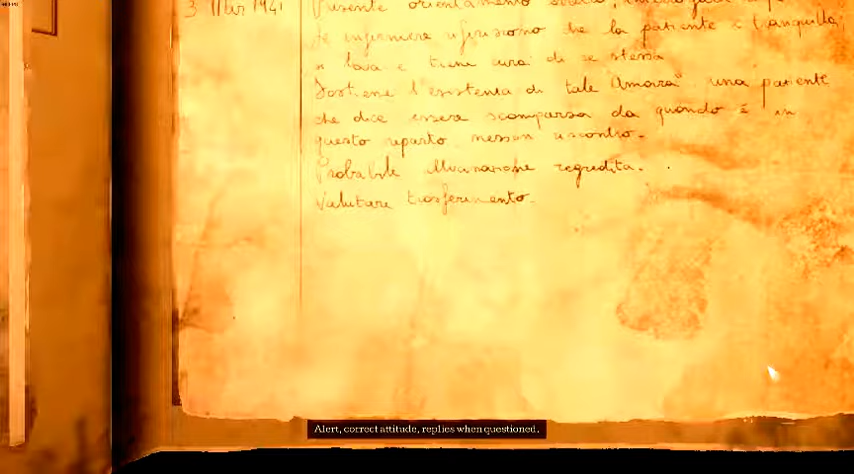 3 Mar 1941
Presente orientamento
le infermiere riferiscono che la paziente è tranquilla,
si lava e tiene cura di se stessa
Sostiene l'esistenza di tale "Amara" una paziente
che dice essere scomparsa da quando è in
questo reparto nessun riscontro.
Probabile allucinazione regredita.
Valutare trasferimento.
Alert, correct attitude, replies when questioned.